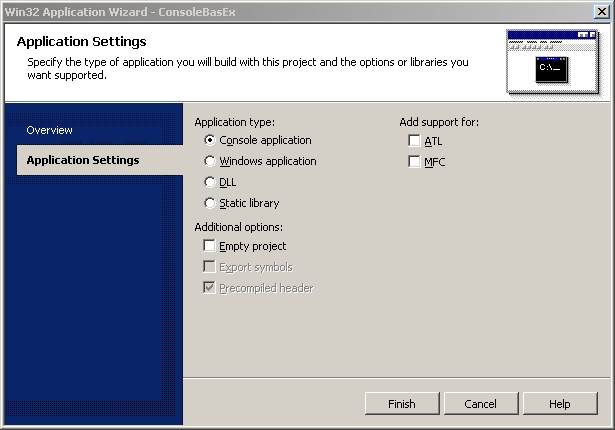 Win32 Application Wizard - ConsoleBasEx
Application Settings
Specify the type of application you will build with this project and the options or libraries you
want supported.
C:\_
Overview
Application Settings
Application type:
Console application
Windows application
DLL
Static library
Additional options:
Empty project
Export symbols
Precompiled header
Add support for:
ATL
MFC
Finish
Cancel
Help